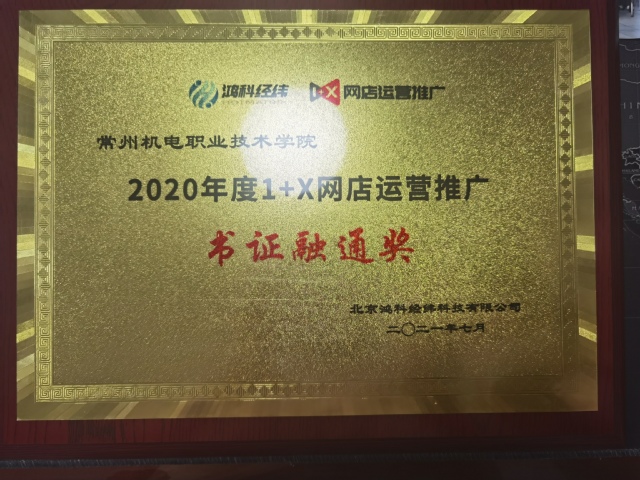 鸿科经纬 X 网店运营推广
常州机电职业技术学院
2020年度1+X网店运营推广
书证融通奖
北京鸿科经纬科技有限公司
二〇二一年七月